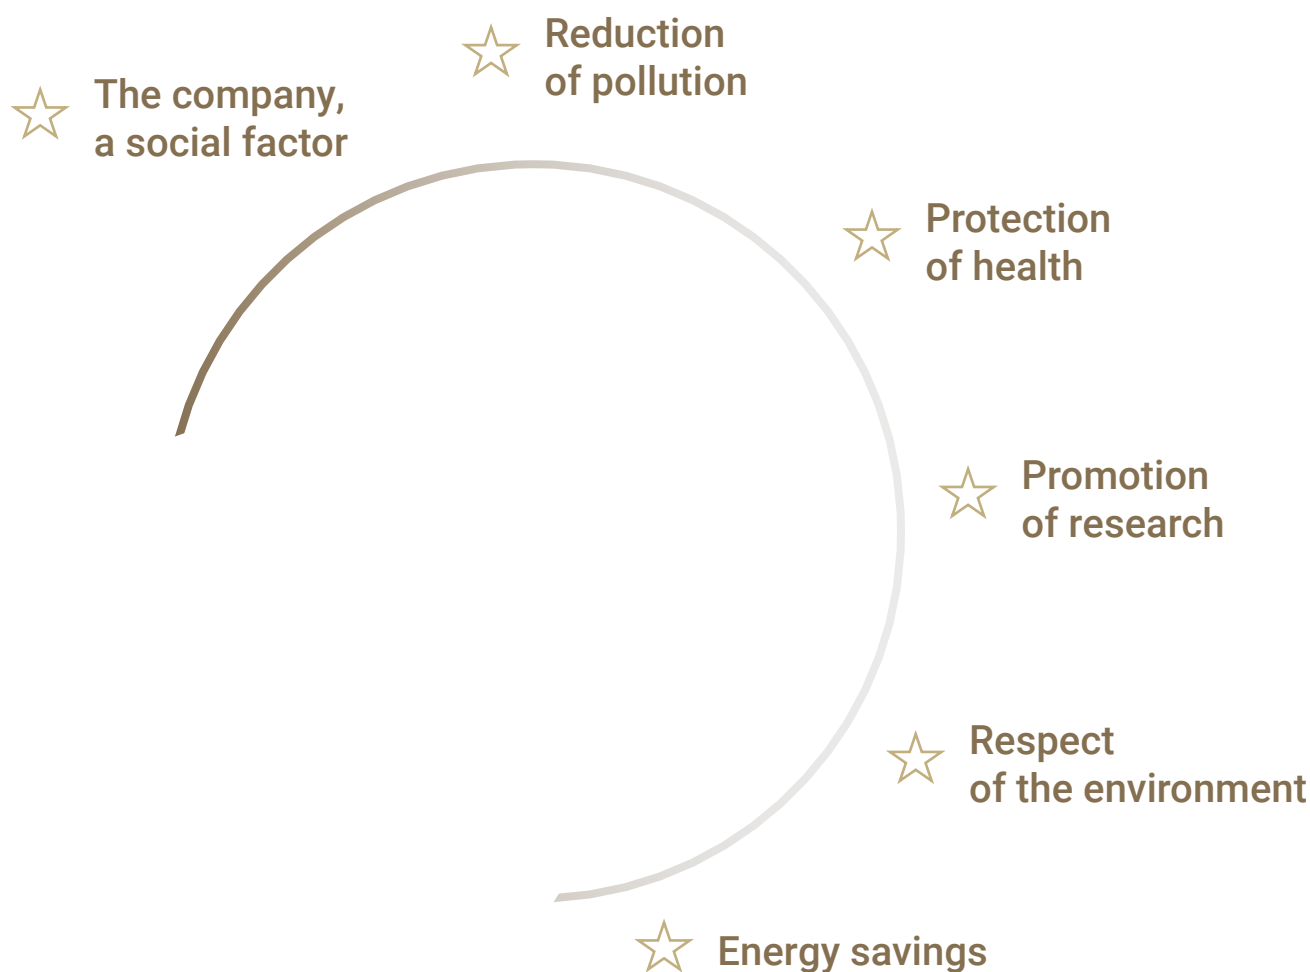 The company,
a social factor
Reduction
of pollution
Protection
of health
Promotion
of research
Respect
of the environment
Energy savings